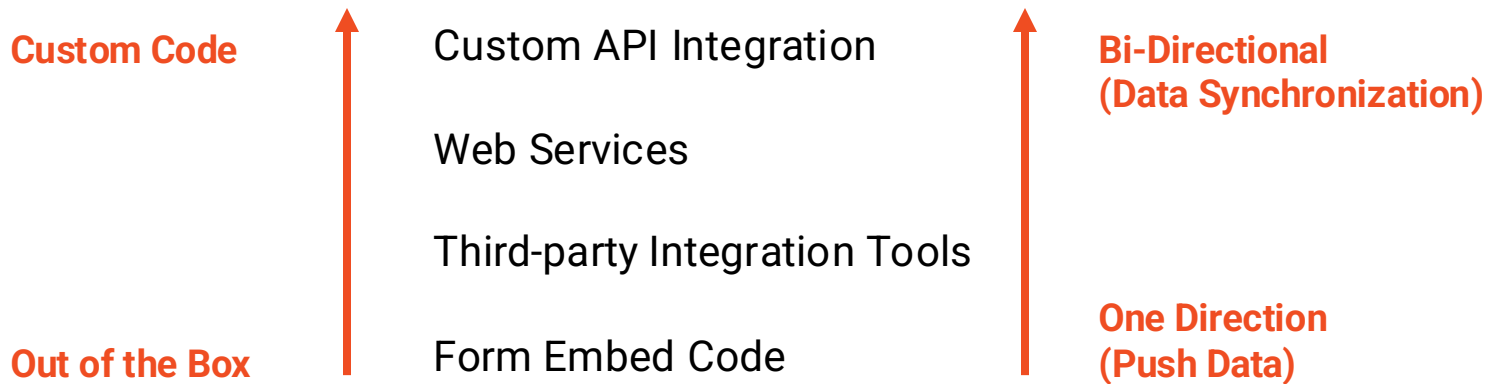 Custom Code
Custom API Integration
Bi-Directional
(Data Synchronization)
Web Services
Third-party Integration Tools
One Direction
(Push Data)
Out of the Box
Form Embed Code